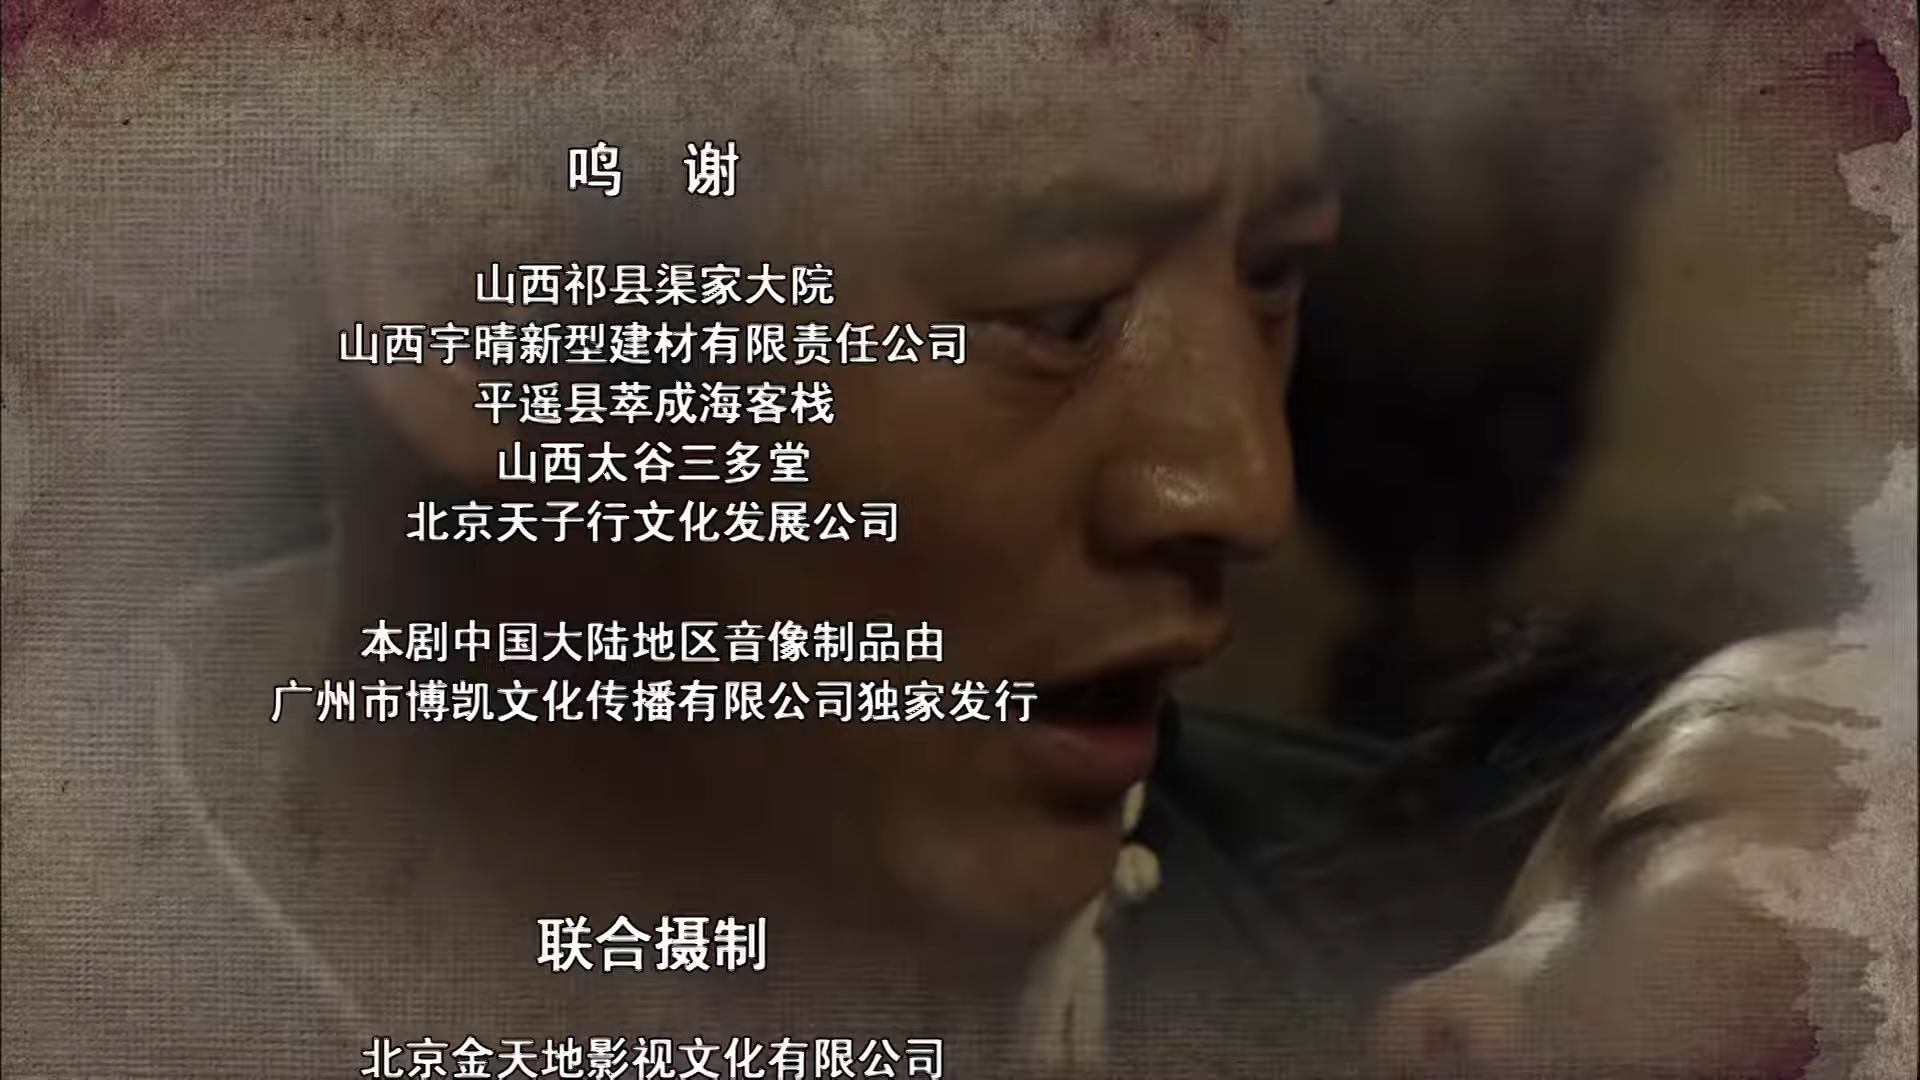 鸣 谢
山西祁县渠家大院
山西宇晴新型建材有限责任公司
平遥县萃成海客栈
山西太谷三多堂
北京天子行文化发展公司
本剧中国大陆地区音像制品由
广州市博凯文化传播有限公司独家发行
联合摄制
北京金天地影视文化有限公司